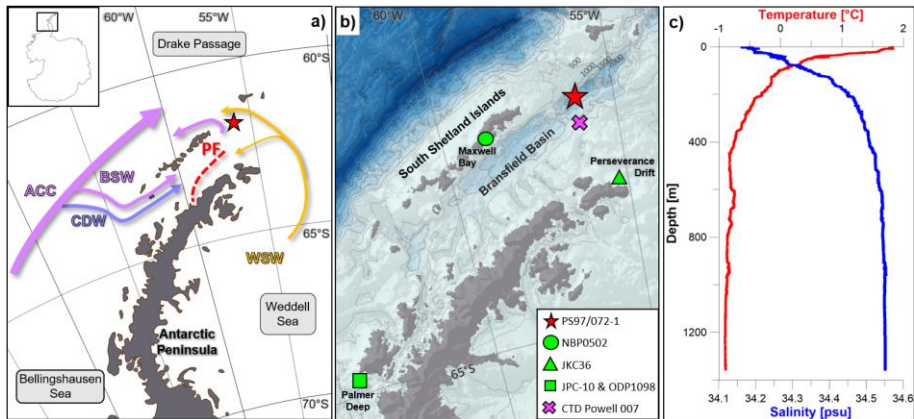 60°W
55°W
a)
Drake Passage
60°S
PF
BSW
ACC
CDW
65°S
WSW
Weddell
Sea
Antarctic
Peninsula
Bellingshausen
Sea
70°S
b)
60°W
55°W
500
1000
South Shetland Islands
Maxwell
Bay
Bransfield Basin
Perseverance
Drift
PS97/072-1
NBP0502
JKC36
JPC-10 & ODP1098
CTD Powell 007
65°S
Palmer
Deep
c)
Temperature [°C]
-1 0 1 2
0
400
Depth [m]
800
1200
34.1 34.2 34.3 34.4 34.5 34.6
Salinity [psu]